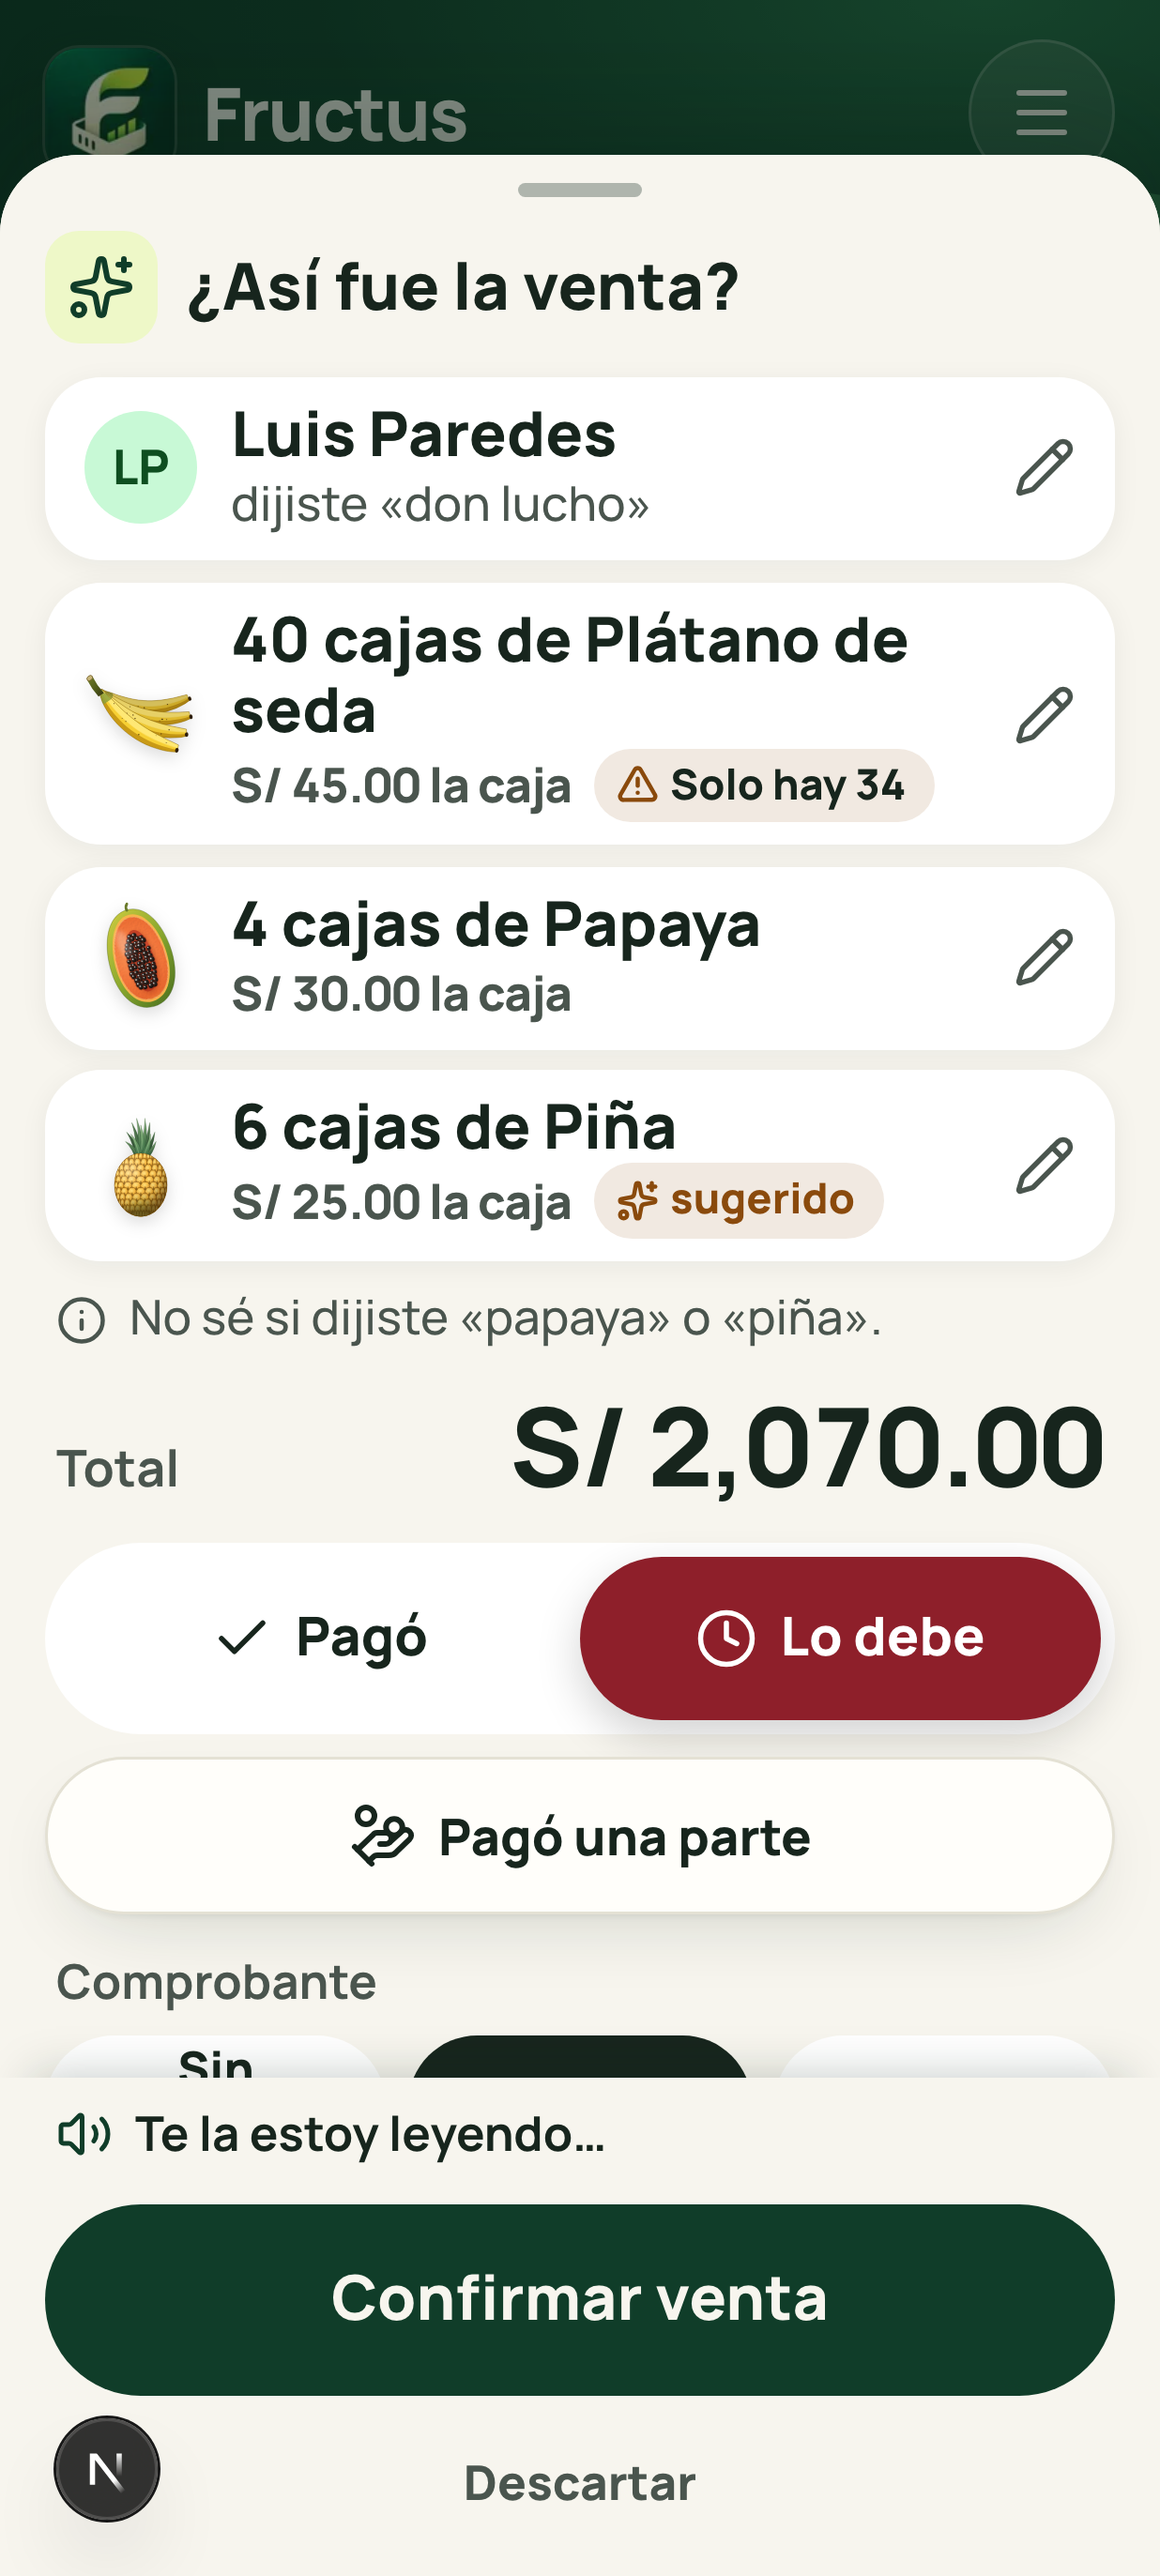 Fructus
¿Así fue la venta?
LP
Luis Paredes
dijiste «don lucho»
40 cajas de Plátano de
seda
S/ 45.00 la caja
Solo hay 34
4 cajas de Papaya
S/ 30.00 la caja
6 cajas de Piña
S/ 25.00 la caja
sugerido
No sé si dijiste «papaya» o «piña».
Total
S/ 2,070.00
Pagó
Lo debe
Pagó una parte
Comprobante
Sin
Te la estoy leyendo...
Confirmar venta
N
Descartar